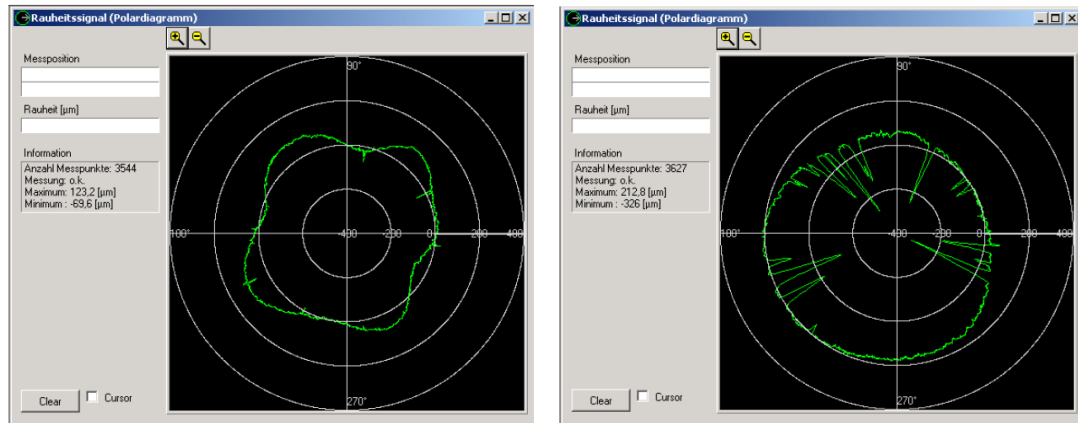 Rauheitssignal (Polardiagramm)
Messposition
Rauheit [µm]
Information
Anzahl Messpunkte: 3544
Messung: o.k.
Maximum: 123,2 [µm]
Minimum : -69,6 [µm]
Clear
Cursor
90°
100°
-400
-200
0
200
400
270°
Rauheitssignal (Polardiagramm)
Messposition
Rauheit [µm]
Information
Anzahl Messpunkte: 3627
Messung: o.k.
Maximum: 212,8 [µm]
Minimum : -326 [µm]
Clear
Cursor
90°
100°
-400
-200
0
200
400
270°